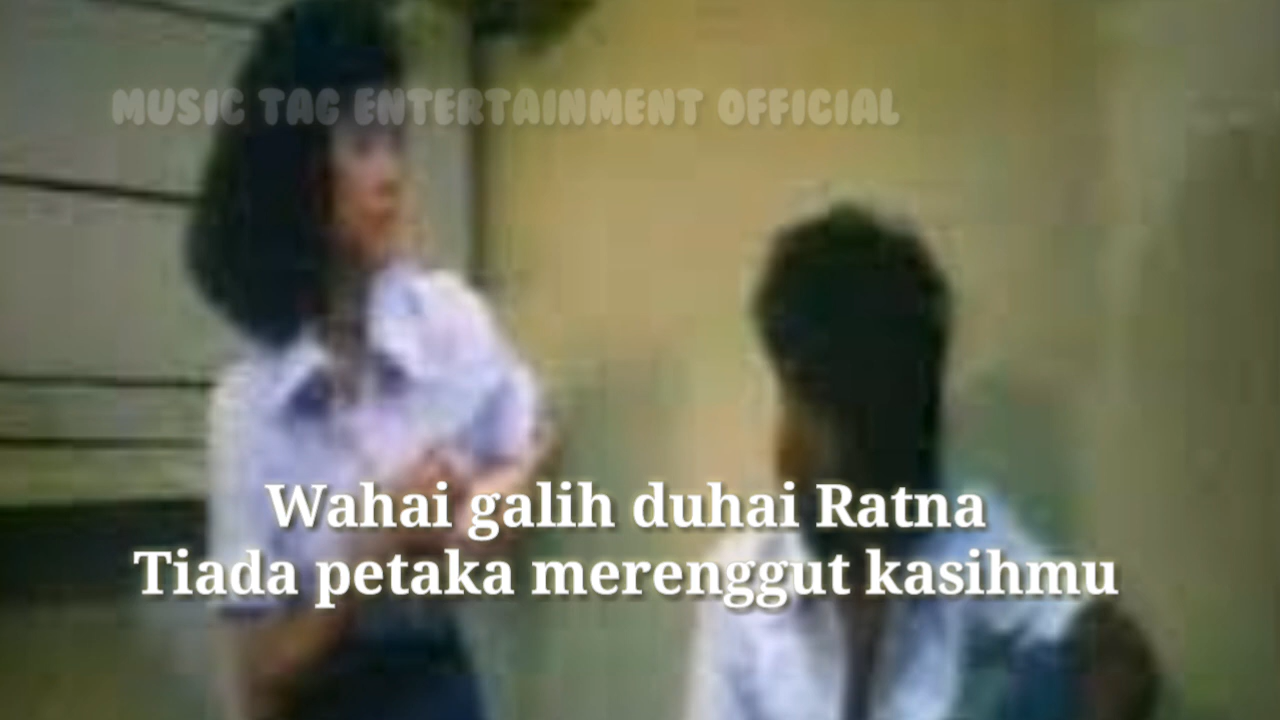 MUSIC TAG ENTERTAINMENT OFFICIAL
Wahai galih duhai Ratna
Tiada petaka merenggut kasihmu